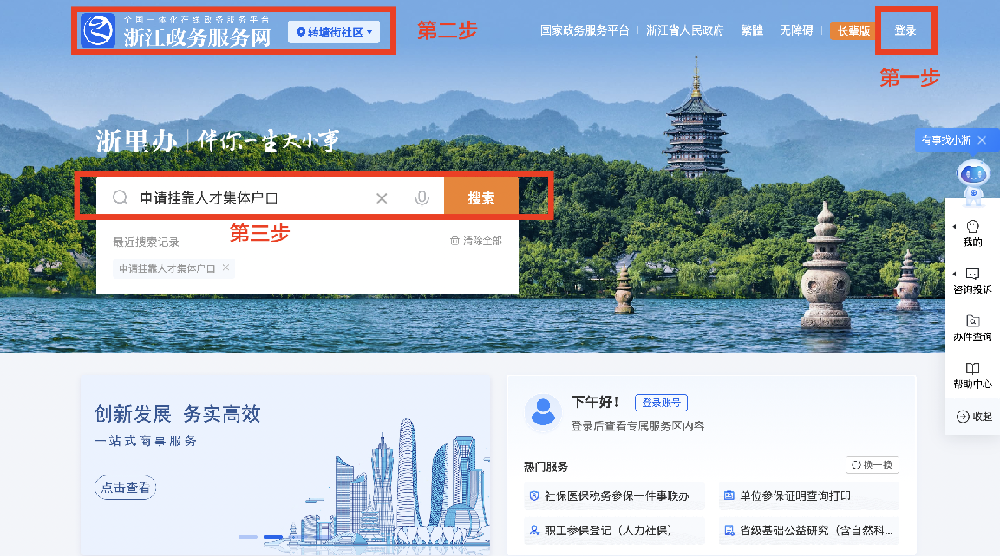 全国一体化在线政务服务平台
浙江政务服务网
转塘街社区
第二步
国家政务服务平台
浙江省人民政府
繁體
无障碍
长辈版
登录
第一步
浙里办 | 伴你一生大小事
有事找小浙
申请挂靠人才集体户口
搜索
第三步
最近搜索记录
清除全部
申请挂靠人才集体户口
我的
咨询投诉
办件查询
帮助中心
收起
创新发展 务实高效
一站式商事服务
点击查看
下午好!
登录账号
登录后查看专属服务区内容
热门服务
换一换
社保医保税务参保一件事联办
单位参保证明查询打印
职工参保登记（人力社保）
省级基础公益研究（含自然科...